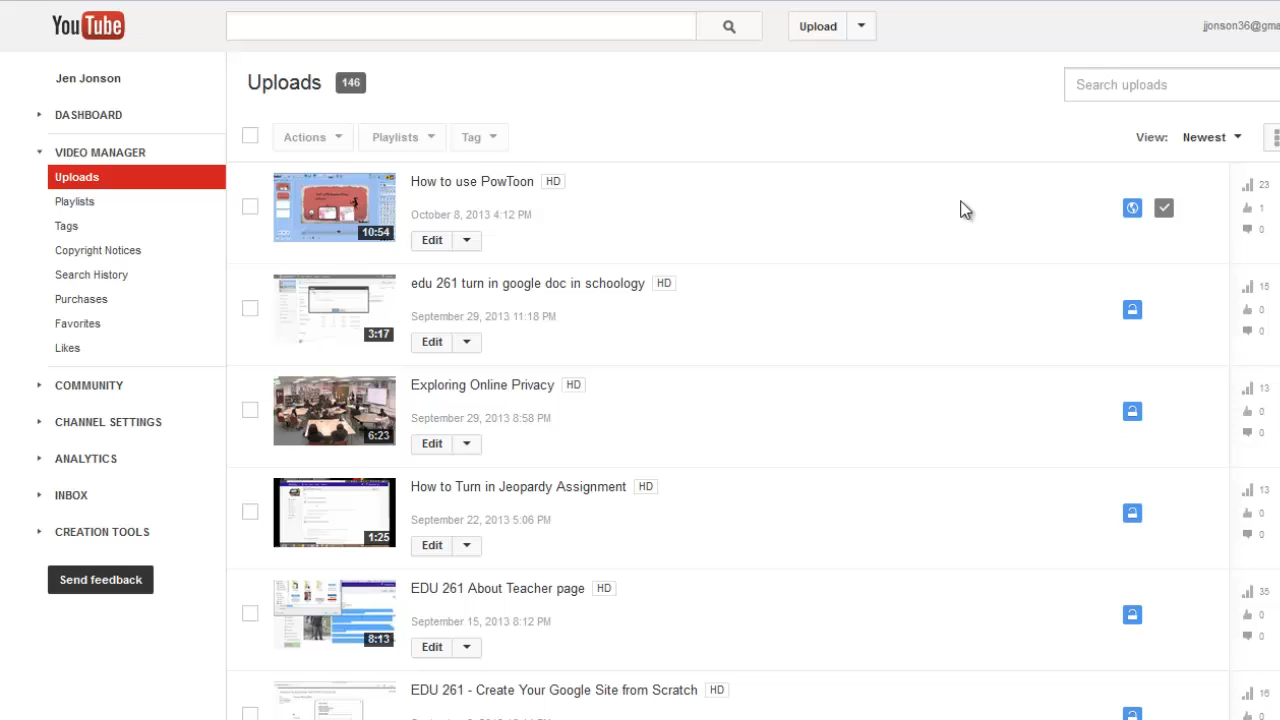 YouTube
Upload
jjonson36@gma
Jen Jonson
DASHBOARD
VIDEO MANAGER
Uploads
Playlists
Tags
Copyright Notices
Search History
Purchases
Favorites
Likes
COMMUNITY
CHANNEL SETTINGS
ANALYTICS
INBOX
CREATION TOOLS
Send feedback
Uploads 146
Search uploads
Actions Playlists Tag
View: Newest
How to use PowToon HD
October 8, 2013 4:12 PM
10:54
Edit
23
1
0
edu 261 turn in google doc in schoology HD
September 29, 2013 11:18 PM
3:17
Edit
15
0
0
Exploring Online Privacy HD
September 29, 2013 8:58 PM
6:23
Edit
13
0
0
How to Turn in Jeopardy Assignment HD
September 22, 2013 5:06 PM
1:25
Edit
13
0
0
EDU 261 About Teacher page HD
September 15, 2013 8:12 PM
8:13
Edit
35
0
0
EDU 261 - Create Your Google Site from Scratch HD
16